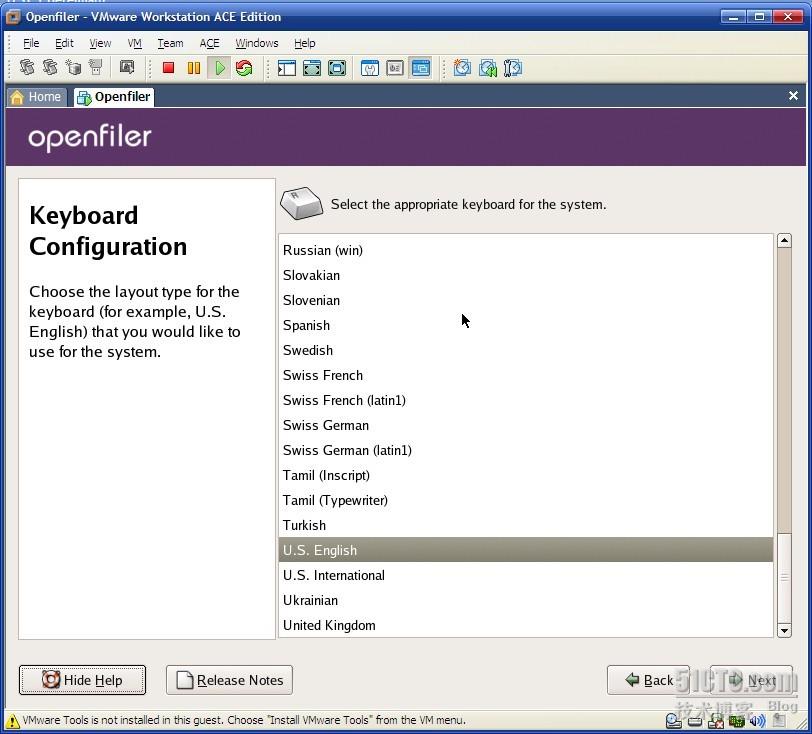 Openfiler - VMware Workstation ACE Edition
File Edit View VM Team ACE Windows Help
Home Openfiler
openfiler
Keyboard
Configuration
Choose the layout type for the
keyboard (for example, U.S.
English) that you would like to
use for the system.
Select the appropriate keyboard for the system.
Russian (win)
Slovakian
Slovenian
Spanish
Swedish
Swiss French
Swiss French (latin1)
Swiss German
Swiss German (latin1)
Tamil (Inscript)
Tamil (Typewriter)
Turkish
U.S. English
U.S. International
Ukrainian
United Kingdom
Hide Help Release Notes Back Next
51CTO.com
技术博客 Blog
VMware Tools is not installed in this guest. Choose "Install VMware Tools" from the VM menu.